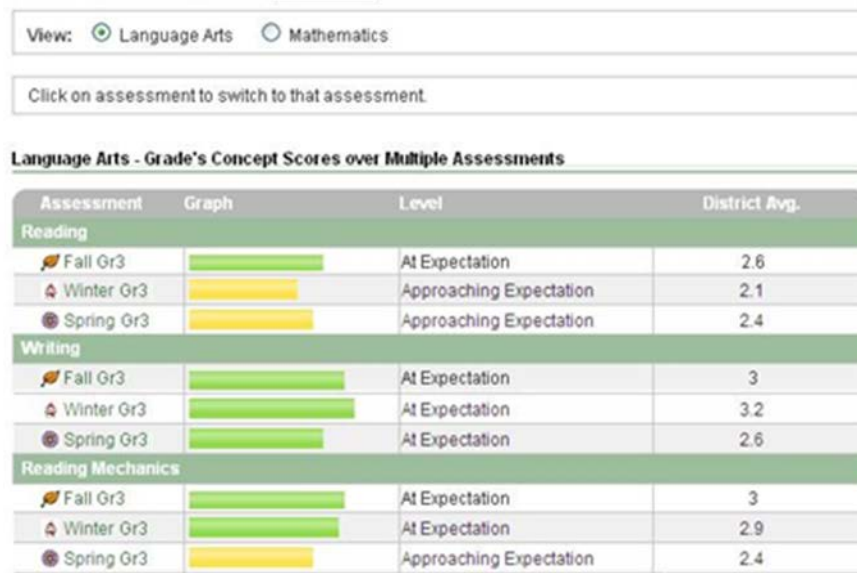 View: Language Arts Mathematics
Click on assessment to switch to that assessment.
Language Arts - Grade's Concept Scores over Multiple Assessments
Assessment Graph Level District Avg.
Reading
Fall Gr3 At Expectation 2.6
Winter Gr3 Approaching Expectation 2.1
Spring Gr3 Approaching Expectation 2.4
Writing
Fall Gr3 At Expectation 3
Winter Gr3 At Expectation 3.2
Spring Gr3 At Expectation 2.6
Reading Mechanics
Fall Gr3 At Expectation 3
Winter Gr3 At Expectation 2.9
Spring Gr3 Approaching Expectation 2.4